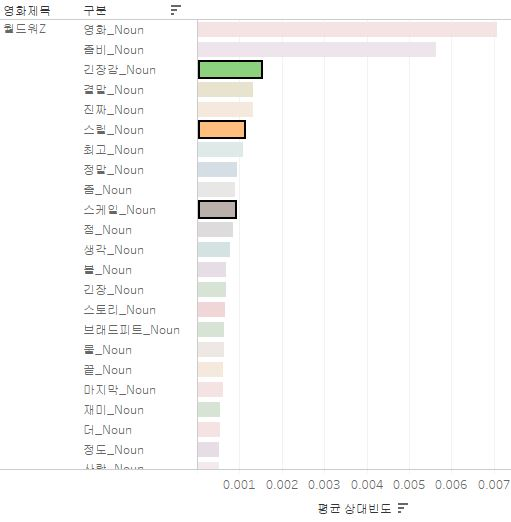 영화제목 구분
월드워Z 영화_Noun
좀비_Noun
긴장감_Noun
결말_Noun
진짜_Noun
스릴_Noun
최고_Noun
정말_Noun
좀_Noun
스케일_Noun
점_Noun
생각_Noun
볼_Noun
긴장_Noun
스토리_Noun
브래드피트_Noun
물_Noun
끝_Noun
마지막_Noun
재미_Noun
더_Noun
정도_Noun
사람_Noun
0.001 0.002 0.003 0.004 0.005 0.006 0.007
평균 상대빈도